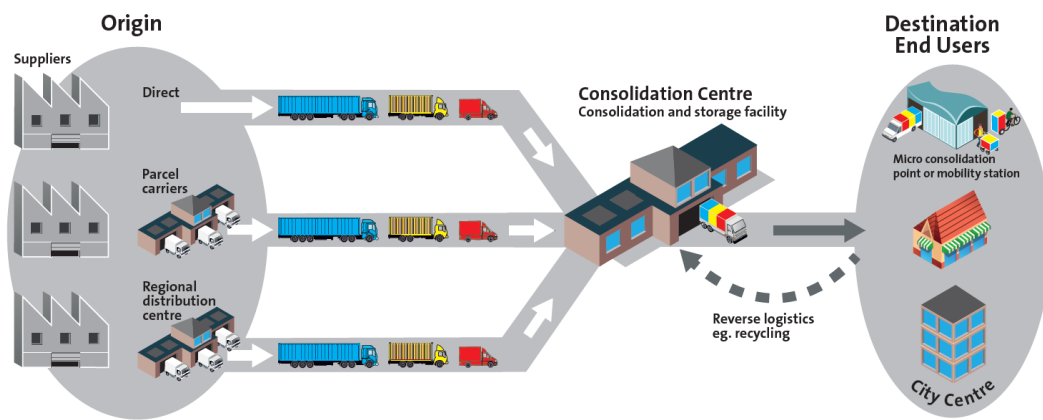 Origin
Suppliers
Direct
Parcel
carriers
Regional
distribution
centre
Consolidation Centre
Consolidation and storage facility
Reverse logistics
eg. recycling
Destination
End Users
Micro consolidation
point or mobility station
City Centre